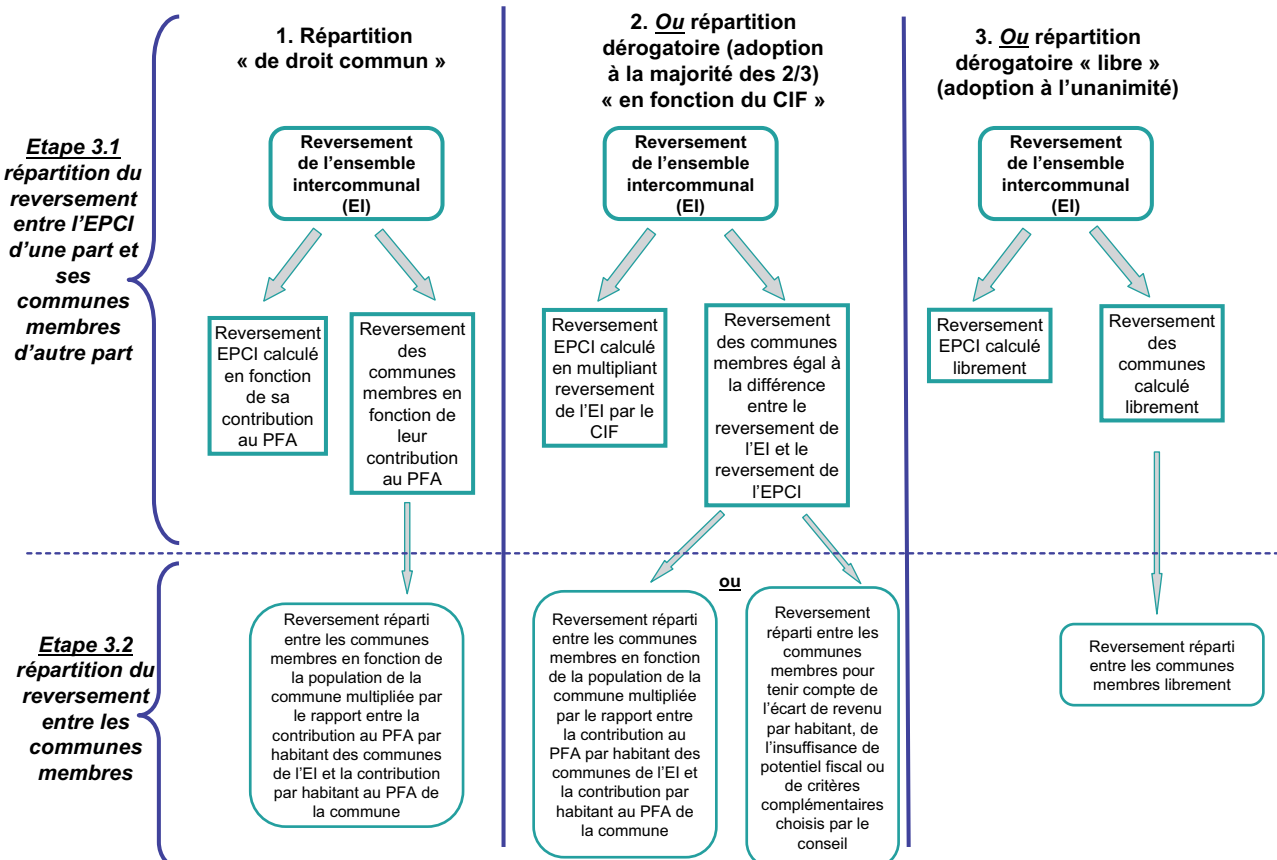 1. Répartition
« de droit commun »
2. Ou répartition
dérogatoire (adoption
à la majorité des 2/3)
« en fonction du CIF »
3. Ou répartition
dérogatoire « libre »
(adoption à l’unanimité)
Etape 3.1
répartition du
reversement
entre l’EPCI
d’une part et
ses
communes
membres
d’autre part
Reversement
de l’ensemble
intercommunal
(EI)
Reversement
EPCI calculé
en fonction
de sa
contribution
au PFA
Reversement
des
communes
membres en
fonction de
leur
contribution
au PFA
Reversement
de l’ensemble
intercommunal
(EI)
Reversement
EPCI calculé
en multipliant
reversement
de l’EI par le
CIF
Reversement
des communes
membres égal à
la différence
entre le
reversement de
l’EI et le
reversement de
l’EPCI
Reversement
de l’ensemble
intercommunal
(EI)
Reversement
EPCI calculé
librement
Reversement
des
communes
calculé
librement
Etape 3.2
répartition du
reversement
entre les
communes
membres
Reversement réparti
entre les communes
membres en fonction de
la population de la
commune multipliée par
le rapport entre la
contribution au PFA par
habitant des communes
de l’EI et la contribution
par habitant au PFA de
la commune
Reversement réparti
entre les communes
membres en fonction
de la population de la
commune multipliée
par le rapport entre
la contribution au
PFA par habitant des
communes de l’EI et
la contribution par
habitant au PFA de
la commune
ou
Reversement
réparti entre les
communes
membres pour
tenir compte de
l’écart de revenu
par habitant, de
l’insuffisance de
potentiel fiscal ou
de critères
complémentaires
choisis par le
conseil
Reversement réparti
entre les communes
membres librement